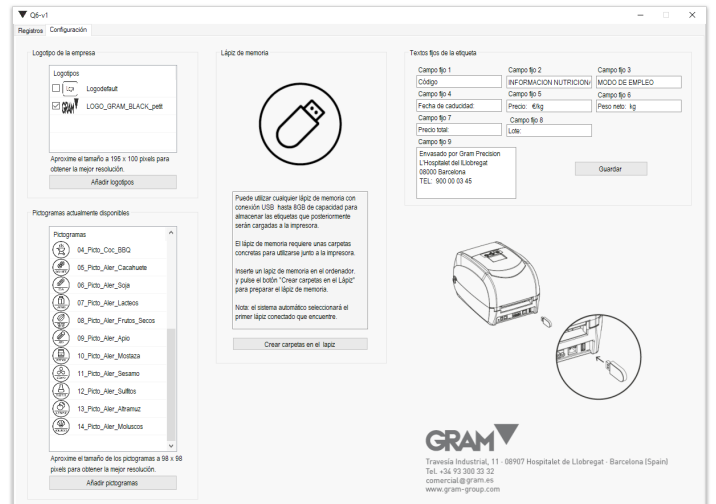 Q6-v1
Registros
Configuración
Logotipo de la empresa
Logotipos
Logo
Logodefault
GRAM
LOGO_GRAM_BLACK_petit
Aproxime el tamaño a 195 x 100 pixels para
obtener la mejor resolución.
Añadir logotipos
Pictogramas actualmente disponibles
Pictogramas
04_Picto_Coc_BBQ
05_Picto_Aler_Cacahuete
06_Picto_Aler_Soja
07_Picto_Aler_Lacteos
08_Picto_Aler_Frutos_Secos
09_Picto_Aler_Apio
10_Picto_Aler_Mostaza
11_Picto_Aler_Sesamo
12_Picto_Aler_Sulfitos
13_Picto_Aler_Altramuz
14_Picto_Aler_Moluscos
Aproxime el tamaño de los pictogramas a 98 x 98
pixels para obtener la mejor resolución.
Añadir pictogramas
Lápiz de memoria
Puede utilizar cualquier lápiz de memoria con
conexión USB hasta 8GB de capacidad para
almacenar las etiquetas que posteriormente
serán cargadas a la impresora.
El lápiz de memoria requiere unas carpetas
concretas para utilizarse junto a la impresora.
Inserte un lapiz de memoria en el ordenador.
y pulse el botón "Crear carpetas en el Lápiz"
para preparar el lápiz de memoria.
Nota: el sistema automático seleccionará el
primer lápiz conectado que encuentre.
Crear carpetas en el lapiz
Textos fijos de la etiqueta
Campo fijo 1
Campo fijo 2
Campo fijo 3
Código
INFORMACION NUTRICION
MODO DE EMPLEO
Campo fijo 4
Campo fijo 5
Campo fijo 6
Fecha de caducidad:
Precio: €/kg
Peso neto: kg
Campo fijo 7
Campo fijo 8
Precio total:
Lote:
Campo fijo 9
Envasado por Gram Precision
L'Hospitalet del lLobregat
08000 Barcelona
TEL: 900 00 03 45
Guardar
GRAM
Travesía Industrial, 11 · 08907 Hospitalet de Llobregat · Barcelona (Spain)
Tel. +34 93 300 33 32
comercial@gram.es
www.gram-group.com